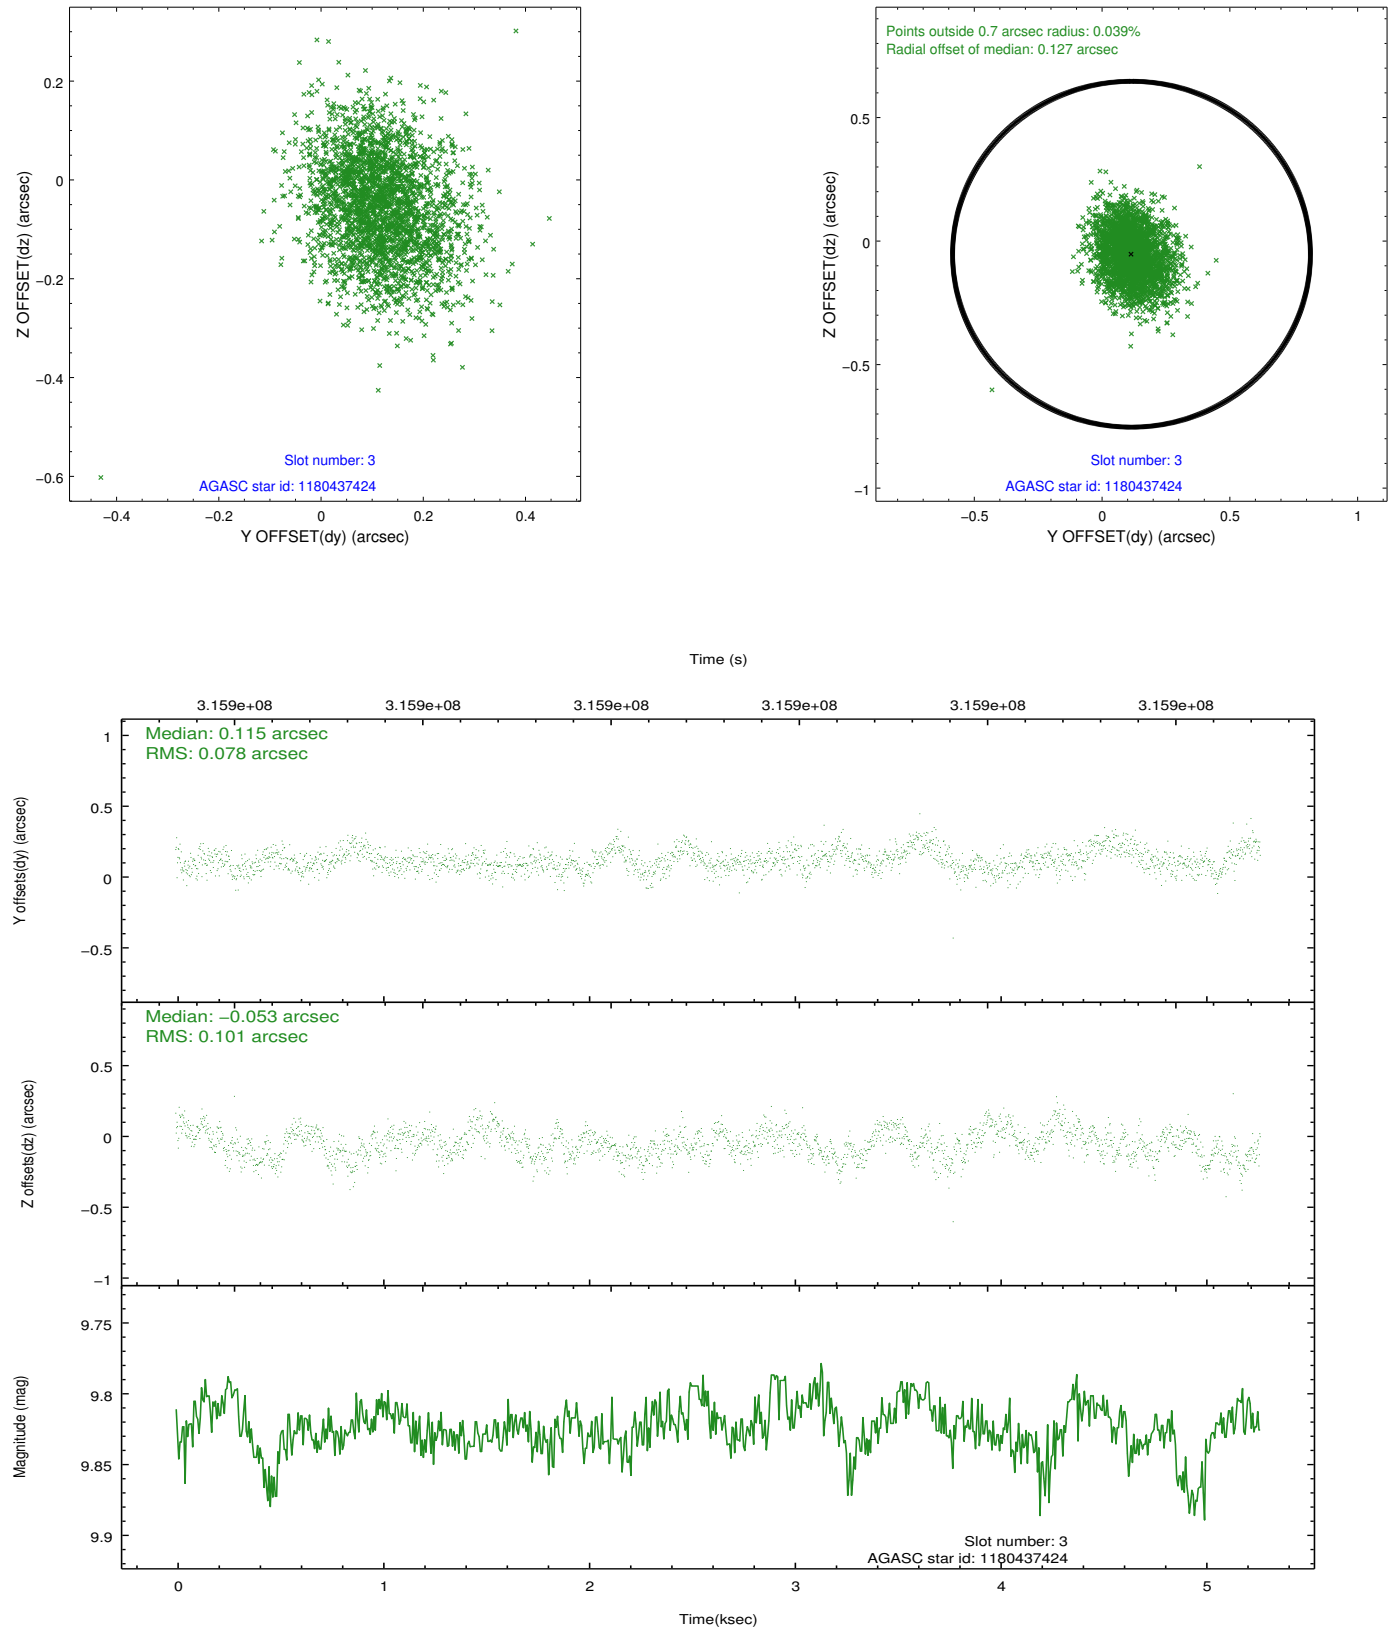 0.2
0
−0.2
−0.4
−0.6
Z OFFSET(dz) (arcsec)
Slot number: 3
AGASC star id: 1180437424
−0.4
−0.2
0
0.2
0.4
Y OFFSET(dy) (arcsec)
Points outside 0.7 arcsec radius: 0.039%
Radial offset of median: 0.127 arcsec
0.5
0
−0.5
−1
Z OFFSET(dz) (arcsec)
Slot number: 3
AGASC star id: 1180437424
−0.5
0
0.5
1
Y OFFSET(dy) (arcsec)
Time (s)
3.159e+08
3.159e+08
3.159e+08
3.159e+08
3.159e+08
3.159e+08
Median: 0.115 arcsec
RMS: 0.078 arcsec
1
0.5
0
−0.5
Y offsets(dy) (arcsec)
Median: −0.053 arcsec
RMS: 0.101 arcsec
0.5
0
−0.5
−1
Z offsets(dz) (arcsec)
9.75
9.8
9.85
9.9
Magnitude (mag)
Slot number: 3
AGASC star id: 1180437424
0
1
2
3
4
5
Time(ksec)